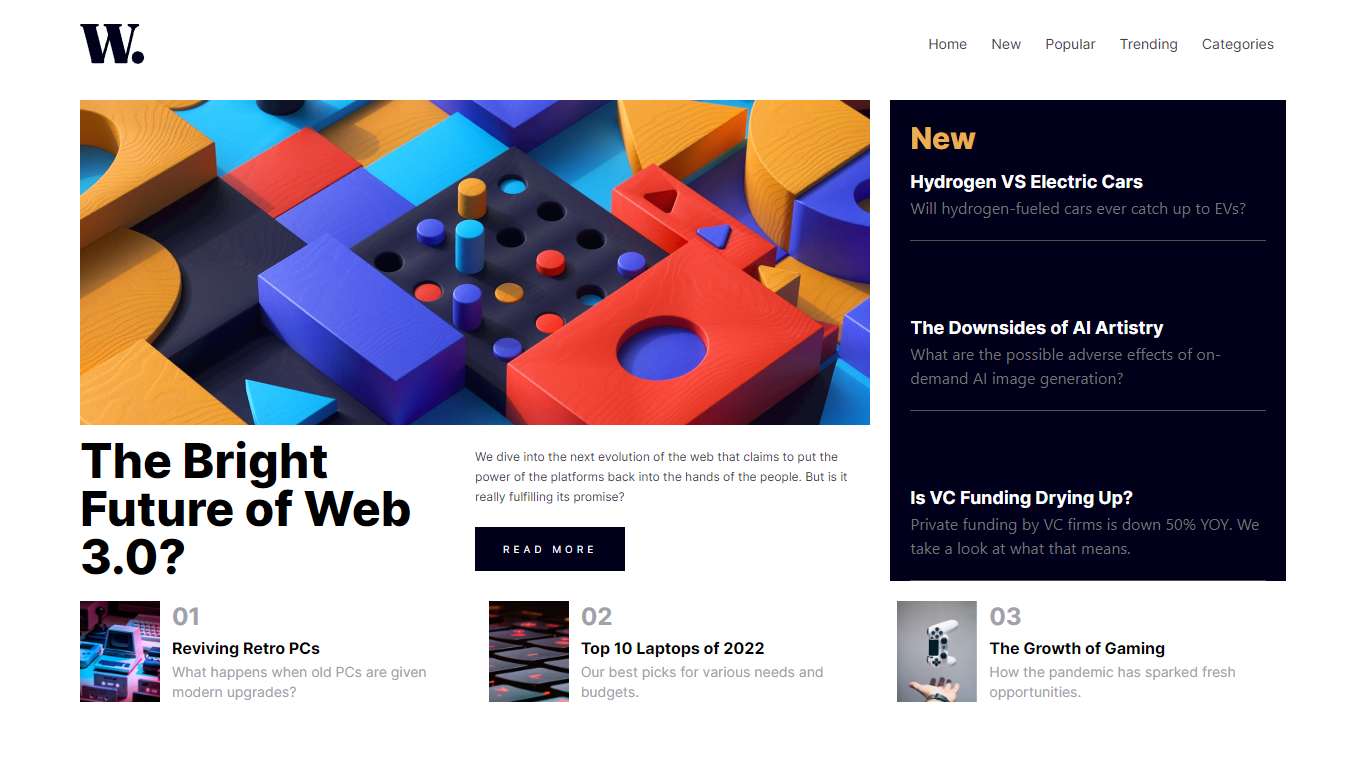 W.
Home New Popular Trending Categories
New
Hydrogen VS Electric Cars
Will hydrogen-fueled cars ever catch up to EVs?
The Downsides of AI Artistry
What are the possible adverse effects of on-
demand AI image generation?
Is VC Funding Drying Up?
Private funding by VC firms is down 50% YOY. We
take a look at what that means.
The Bright
Future of Web
3.0?
We dive into the next evolution of the web that claims to put the
power of the platforms back into the hands of the people. But is it
really fulfilling its promise?
READ MORE
01
Reviving Retro PCs
What happens when old PCs are given
modern upgrades?
02
Top 10 Laptops of 2022
Our best picks for various needs and
budgets.
03
The Growth of Gaming
How the pandemic has sparked fresh
opportunities.